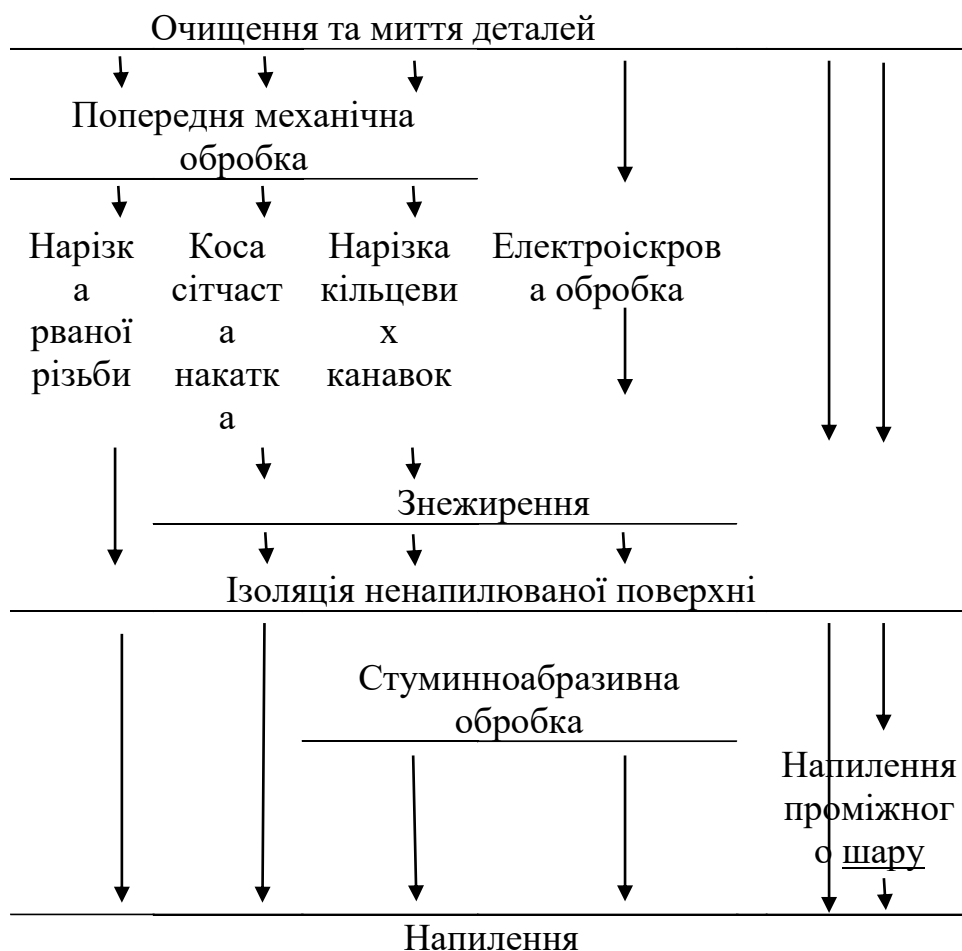 Очищення та миття деталей
Попередня механічна
обробка
Нарізк
а
рваної
різьби
Коса
сітчаст
а
накатк
а
Нарізка
кільцеви
х
канавок
Електроіскров
а обробка
Знежирення
Ізоляція ненапилюваної поверхні
Стуминноабразивна
обробка
Напилення
проміжног
о шару
Напилення